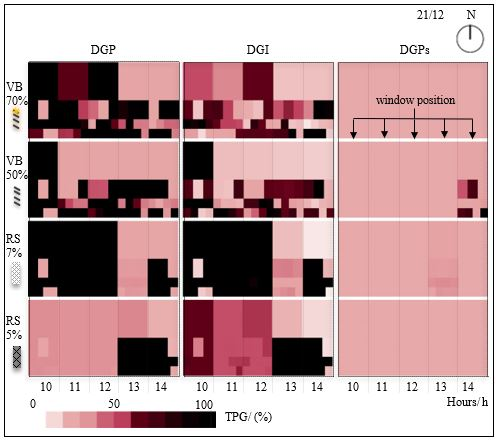 21/12 N
DGP DGI DGPs
VB
70%
window position
VB
50%
RS
7%
RS
5%
10 11 12 13 14 10 11 12 13 14 10 11 12 13 14
0 50 100 TPG/ (%) Hours/ h